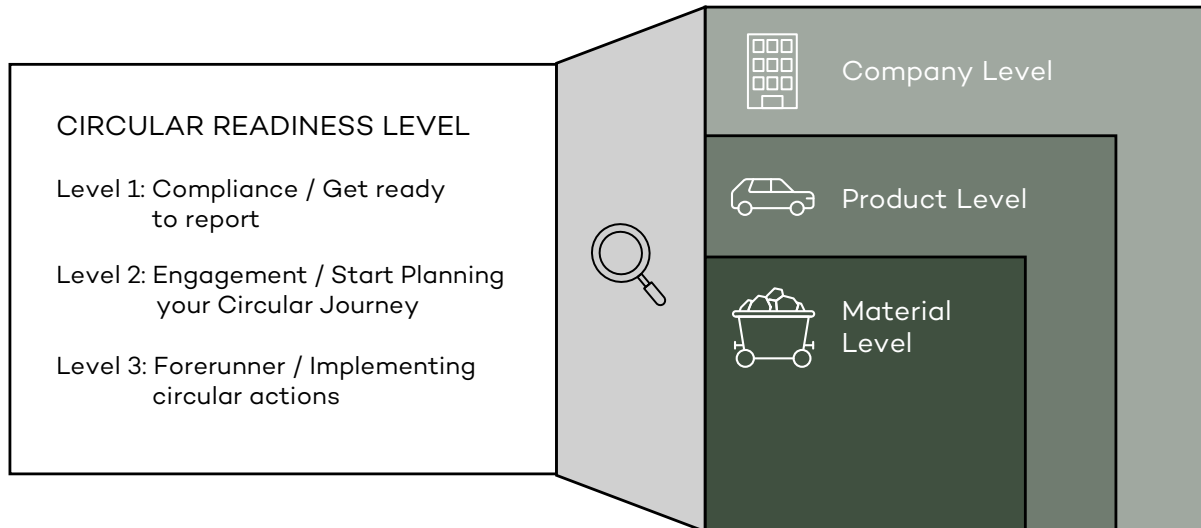 CIRCULAR READINESS LEVEL
Level 1: Compliance / Get ready
to report
Level 2: Engagement / Start Planning
your Circular Journey
Level 3: Forerunner / Implementing
circular actions
Company Level
Product Level
Material
Level